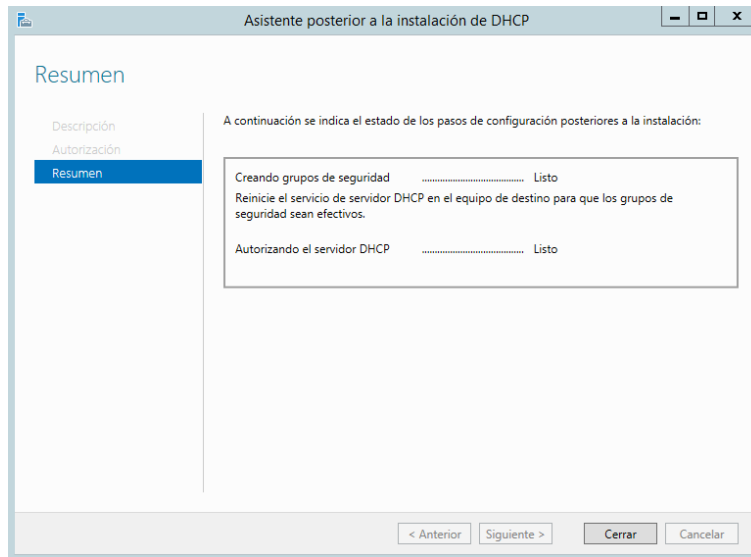 Asistente posterior a la instalación de DHCP
Resumen
Descripción
Autorización
Resumen
A continuación se indica el estado de los pasos de configuración posteriores a la instalación:
Creando grupos de seguridad ........................................ Listo
Reinicie el servicio de servidor DHCP en el equipo de destino para que los grupos de
seguridad sean efectivos.
Autorizando el servidor DHCP ........................................ Listo
< Anterior Siguiente > Cerrar Cancelar